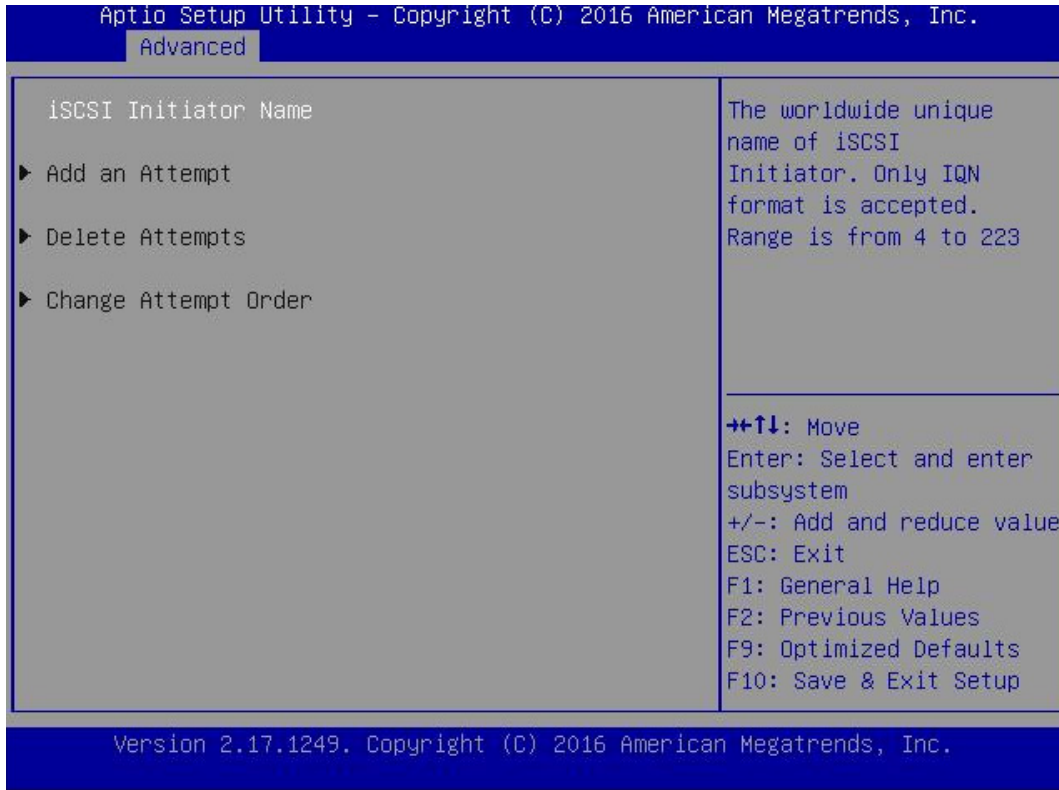 Aptio Setup Utility – Copyright (C) 2016 American Megatrends, Inc.
Advanced
iSCSI Initiator Name
▶ Add an Attempt
▶ Delete Attempts
▶ Change Attempt Order
The worldwide unique
name of iSCSI
Initiator. Only IQN
format is accepted.
Range is from 4 to 223
→←↑↓: Move
Enter: Select and enter
subsystem
+/-: Add and reduce value
ESC: Exit
F1: General Help
F2: Previous Values
F9: Optimized Defaults
F10: Save & Exit Setup
Version 2.17.1249. Copyright (C) 2016 American Megatrends, Inc.